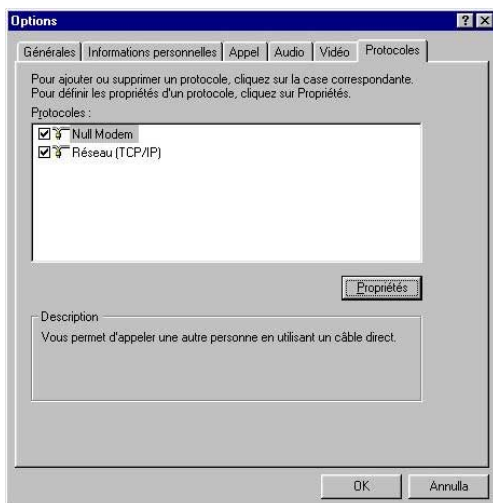 Options
Générales
Informations personnelles
Appel
Audio
Vidéo
Protocoles
Pour ajouter ou supprimer un protocole, cliquez sur la case correspondante.
Pour définir les propriétés d'un protocole, cliquez sur Propriétés.
Protocoles :
Null Modem
Réseau (TCP/IP)
Propriétés
Description
Vous permet d'appeler une autre personne en utilisant un câble direct.
OK
Annulla